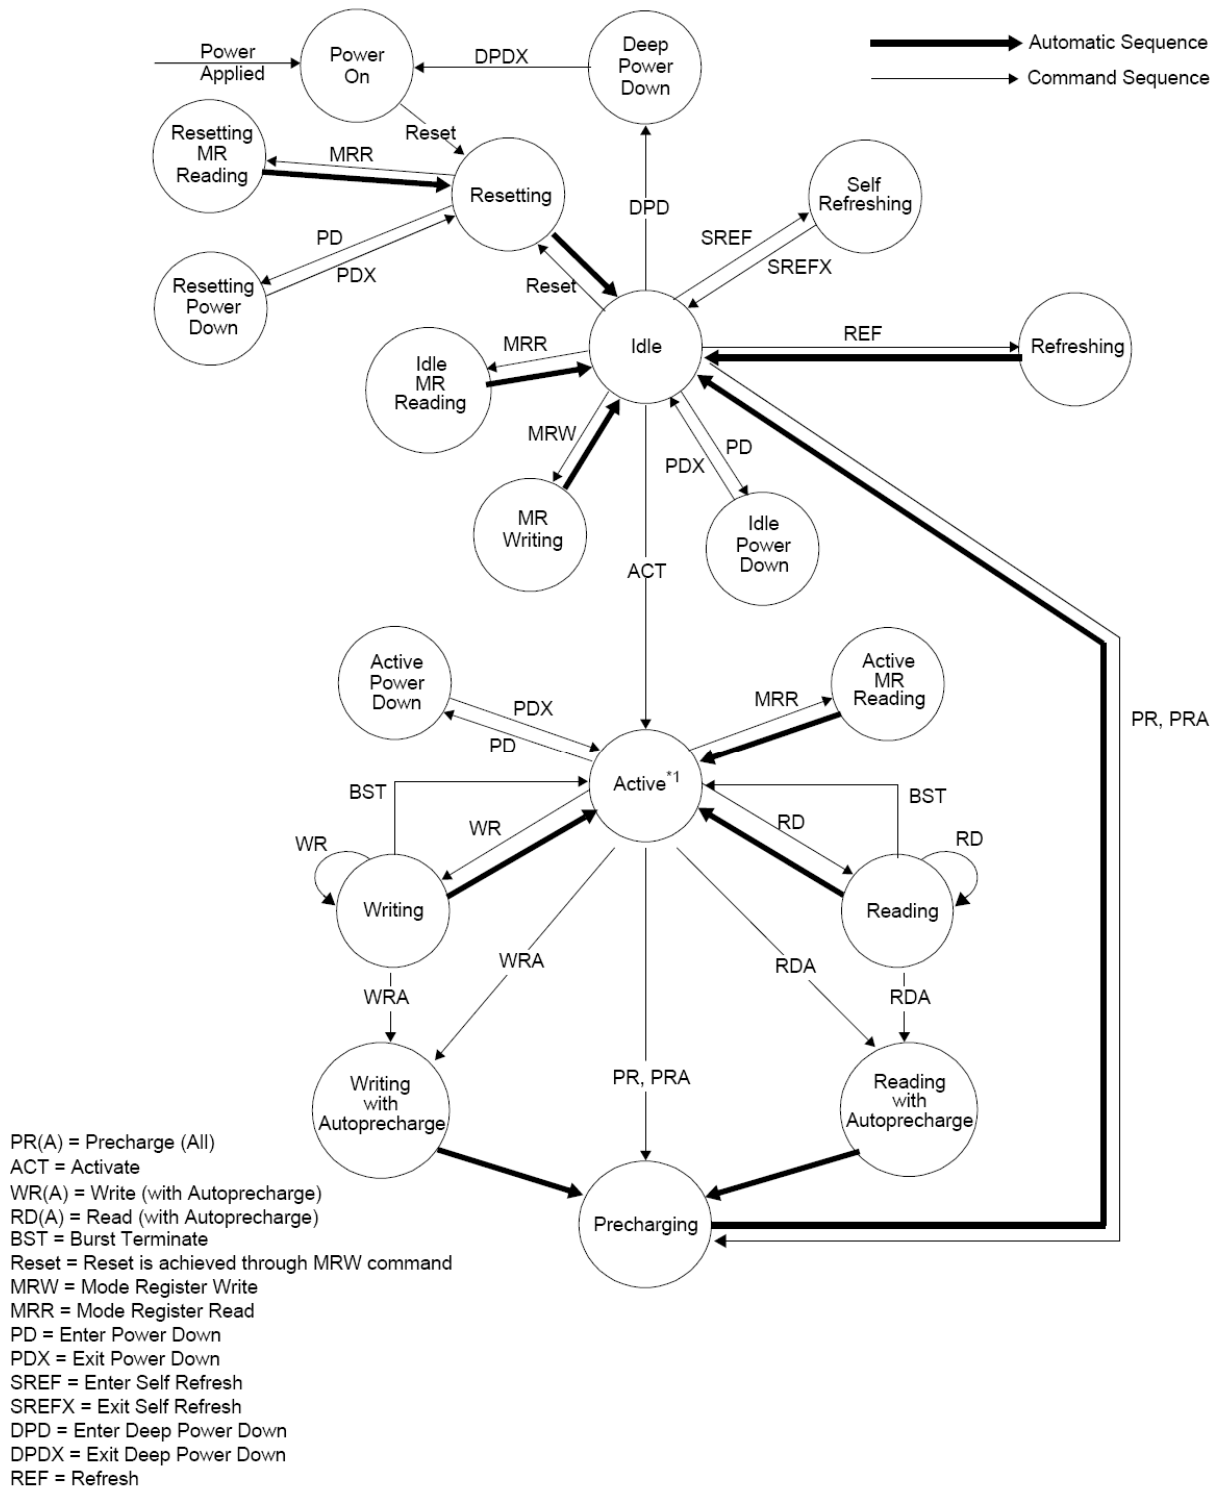 Power
Applied
Power
On
DPDX
Deep
Power
Down
Automatic Sequence
Command Sequence
Resetting
MR
Reading
MRR
Reset
Resetting
DPD
Self
Refreshing
SREF
SREFX
PD
PDX
Resetting
Power
Down
Reset
Idle
REF
Refreshing
Idle
MR
Reading
MRR
MRW
PD
PDX
MR
Writing
Idle
Power
Down
ACT
Active
Power
Down
PDX
PD
MRR
Active
MR
Reading
PR, PRA
Active*1
BST
WR
WR
RD
BST
RD
Writing
Reading
WRA
WRA
RDA
RDA
PR, PRA
Writing
with
Autoprecharge
Reading
with
Autoprecharge
Precharging
PR(A) = Precharge (All)
ACT = Activate
WR(A) = Write (with Autoprecharge)
RD(A) = Read (with Autoprecharge)
BST = Burst Terminate
Reset = Reset is achieved through MRW command
MRW = Mode Register Write
MRR = Mode Register Read
PD = Enter Power Down
PDX = Exit Power Down
SREF = Enter Self Refresh
SREFX = Exit Self Refresh
DPD = Enter Deep Power Down
DPDX = Exit Deep Power Down
REF = Refresh